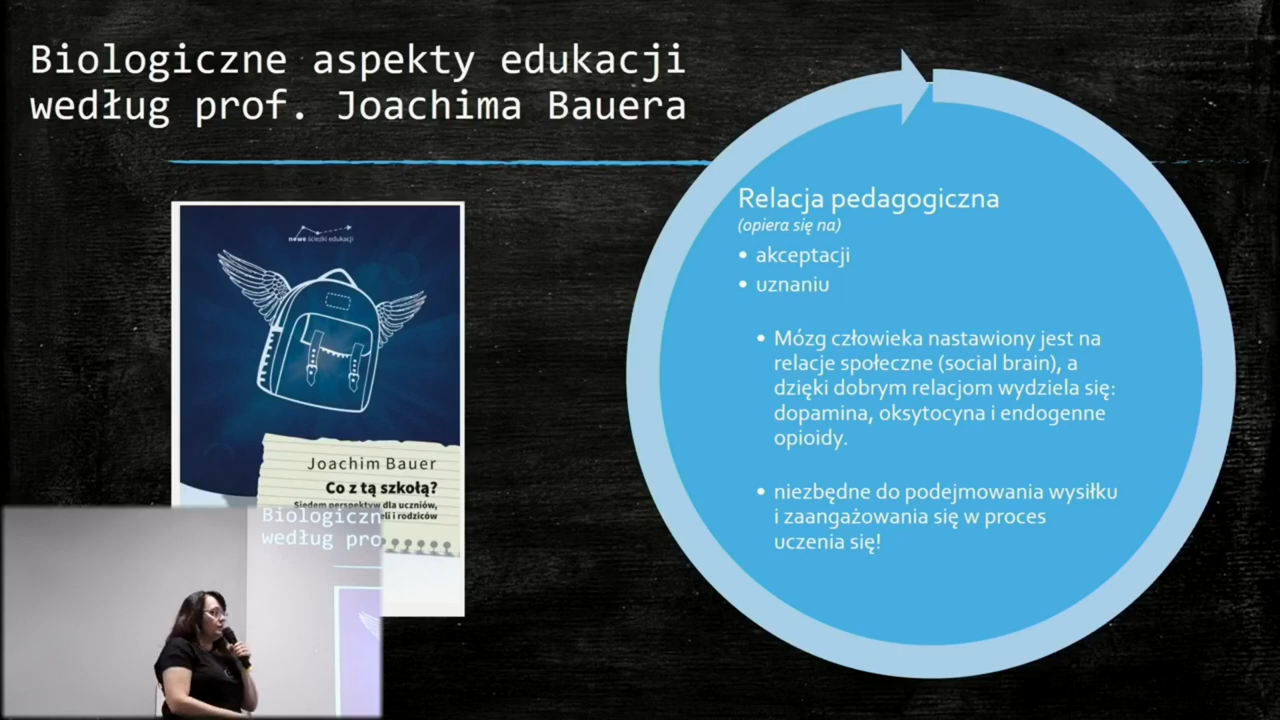 Biologiczne aspekty edukacji
według prof. Joachima Bauera
Relacja pedagogiczna
(opiera się na)
• akceptacji
• uznaniu
• Mózg człowieka nastawiony jest na
relacje społeczne (social brain), a
dzięki dobrym relacjom wydziela się:
dopamina, oksytocyna i endogenne
opioidy.
• niezbędne do podejmowania wysiłku
i zaangażowania się w proces
uczenia się!
nowe ścieżki edukacji
Joachim Bauer
Co z tą szkołą?
Siedem perspektyw dla uczniów,
i rodziców
Biologiczn
według pro